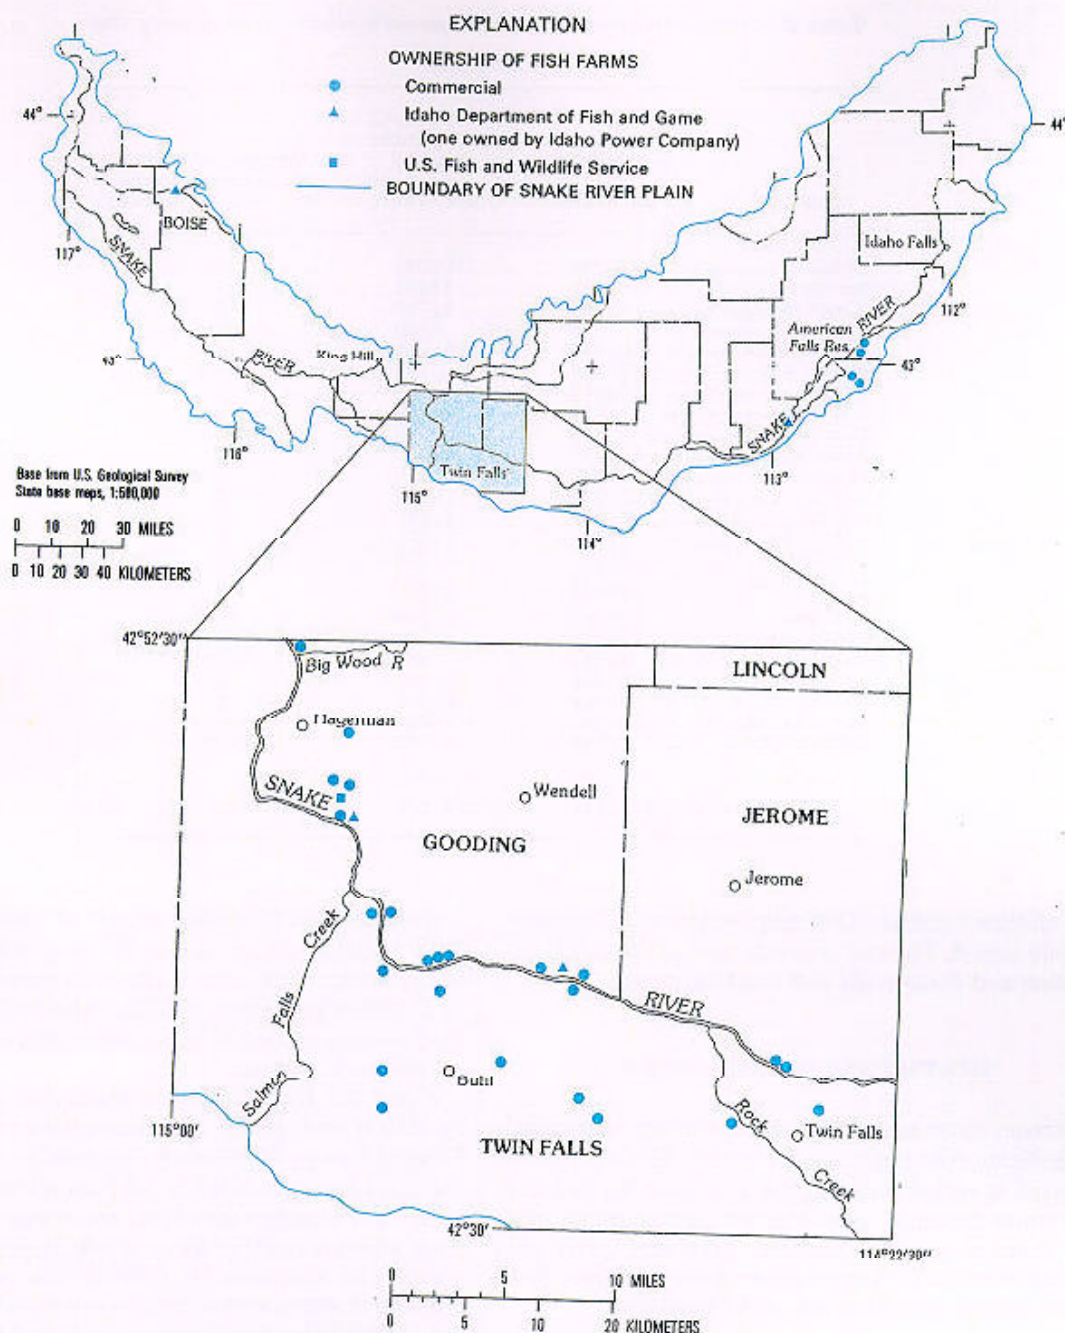 EXPLANATION
OWNERSHIP OF FISH FARMS
Commercial
Idaho Department of Fish and Game
(one owned by Idaho Power Company)
U.S. Fish and Wildlife Service
BOUNDARY OF SNAKE RIVER PLAIN
44°
44°
BOISE
117°
SNAKE
Idaho Falls
112°
RIVER
American
Falls Res.
RIVER
King Hill
43°
SNAKE
116°
Twin Falls
115°
113°
114°
Base from U.S. Geological Survey
State base maps, 1:500,000
0 10 20 30 MILES
0 10 20 30 40 KILOMETERS
42°52'30"
Big Wood R
LINCOLN
Hagerman
SNAKE
Wendell
JEROME
GOODING
Jerome
Salmon Falls Creek
RIVER
Buhl
Rock
Creek
Twin Falls
115°00'
TWIN FALLS
42°30'
114°22'30"
0 5 10 MILES
0 5 10 20 KILOMETERS